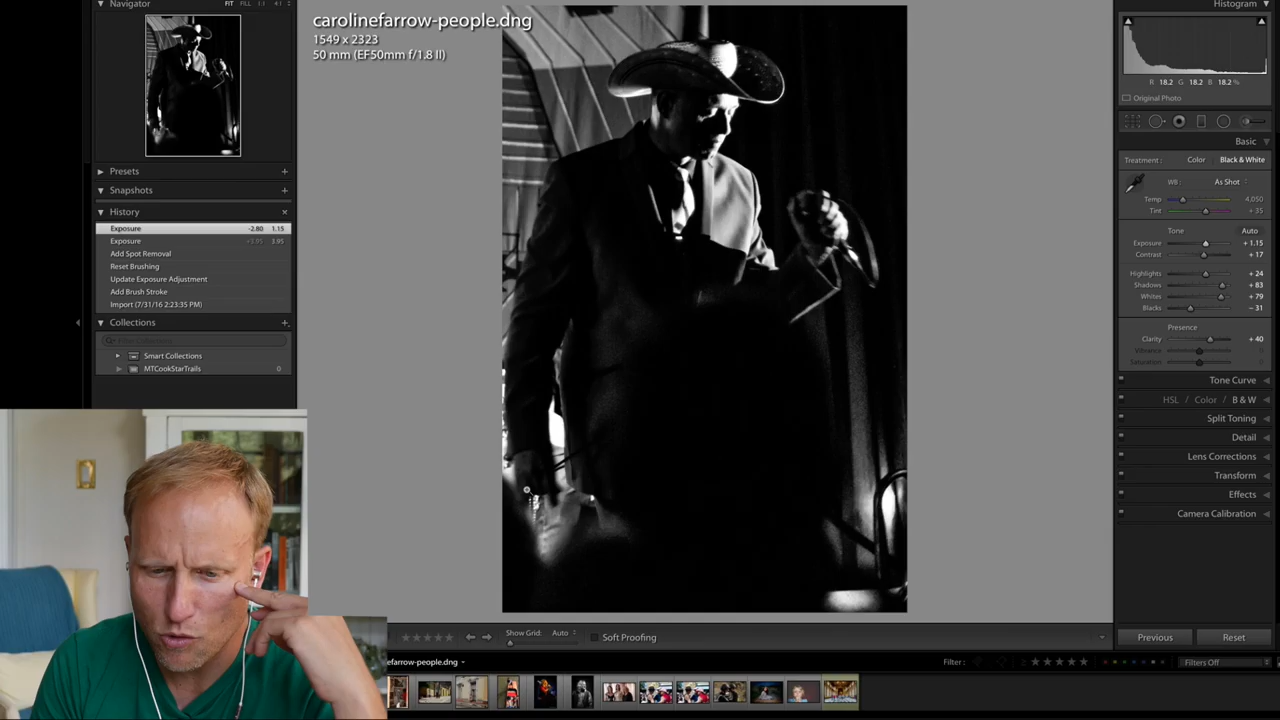 Navigator
FIT
FILL
1:1
4:1
Presets
Snapshots
History
Exposure -2.80 1.15
Exposure +3.95 3.95
Add Spot Removal
Reset Brushing
Update Exposure Adjustment
Add Brush Stroke
Import (7/31/16 2:23:35 PM)
Collections
Filter Collections
Smart Collections
MTCookStarTrails 0
carolinefarrow-people.dng
1549 x 2323
50 mm (EF50mm f/1.8 II)
Histogram
R 18.2 G 18.2 B 18.2 %
Original Photo
Basic
Treatment: Color Black & White
WB: As Shot
Temp 4,050
Tint + 35
Tone Auto
Exposure + 1.15
Contrast + 17
Highlights + 24
Shadows + 83
Whites + 79
Blacks − 31
Presence
Clarity + 40
Vibrance
Saturation
Tone Curve
HSL / Color / B & W
Split Toning
Detail
Lens Corrections
Transform
Effects
Camera Calibration
Previous
Reset
Show Grid: Auto
Soft Proofing
efarrow-people.dng
Filter :
Filters Off